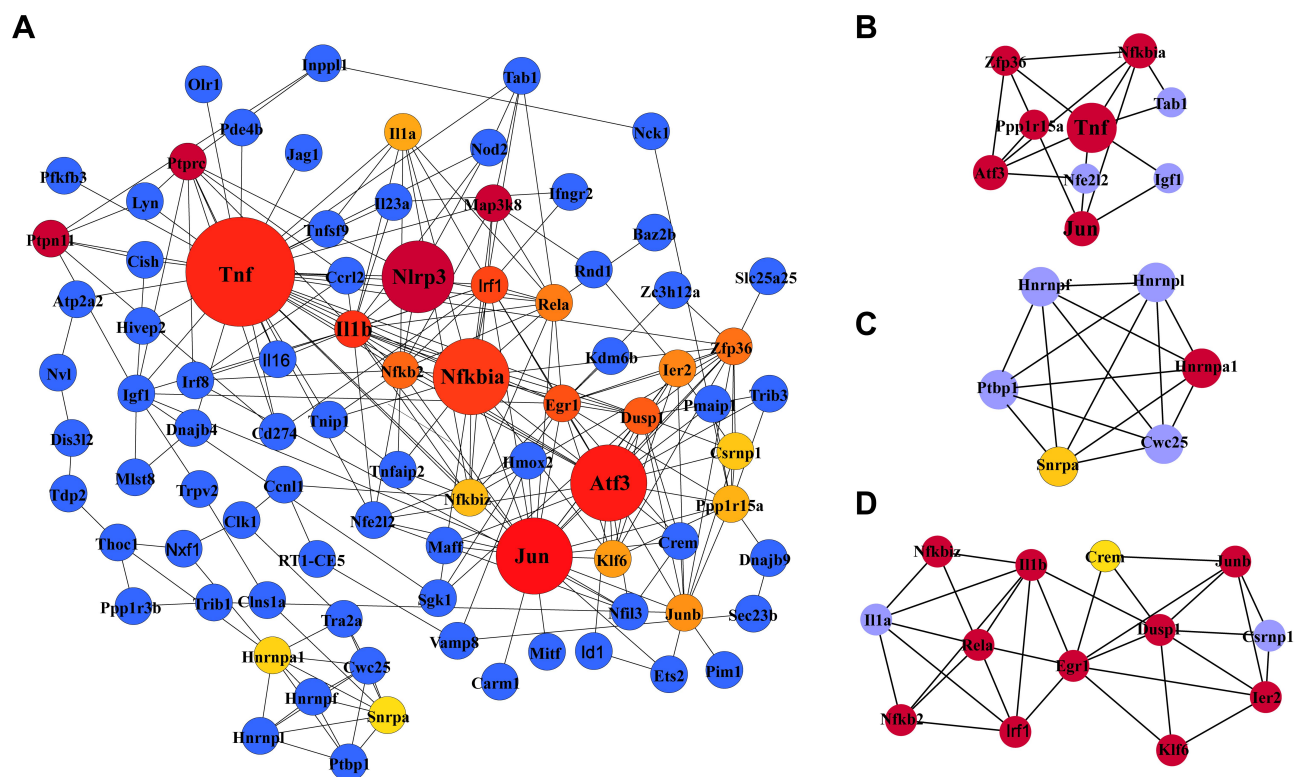 A
Inppl1
Olr1
Tab1
Pde4b
Il1a
Nck1
Jag1
Nod2
Ptprc
Pfkfb3
Lyn
Il23a
Map3k8
Ifngr2
Tnfsf9
Baz2b
Ptpn11
Cish
Tnf
Ccrl2
Nlrp3
Irf1
Rnd1
Slc25a25
Atp2a2
Zc3h12a
Rela
Hivep2
Il1b
Zfp36
Il16
Kdm6b
Nvl
Nfkb2
Nfkbia
Ier2
Igf1
Irf8
Egr1
Trib3
Pmaip1
Dusp1
Tnip1
Dnajb4
Cd274
Dis3l2
Csrnp1
Tnfaip2
Hmox2
Mlst8
Trpv2
Ccnl1
Atf3
Tdp2
Nfkbiz
Ppp1r15a
Clk1
Nfe2l2
Thoc1
Nxf1
Maff
Jun
Crem
RT1-CE5
Klf6
Dnajb9
Ppp1r3b
Trib1
Clns1a
Sgk1
Nfil3
Junb
Sec23b
Tra2a
Vamp8
Mitf
Id1
Hnrnpa1
Cwc25
Ets2
Pim1
Carm1
Hnrnpf
Snrpa
Hnrnpl
Ptbp1
B
Zfp36
Nfkbia
Tab1
Ppp1r15a
Tnf
Atf3
Nfe2l2
Igf1
Jun
C
Hnrnpf
Hnrnpl
Hnrnpa1
Ptbp1
Cwc25
Snrpa
D
Nfkbiz
Il1b
Crem
Junb
Il1a
Dusp1
Csrnp1
Rela
Egr1
Ier2
Nfkb2
Irf1
Klf6